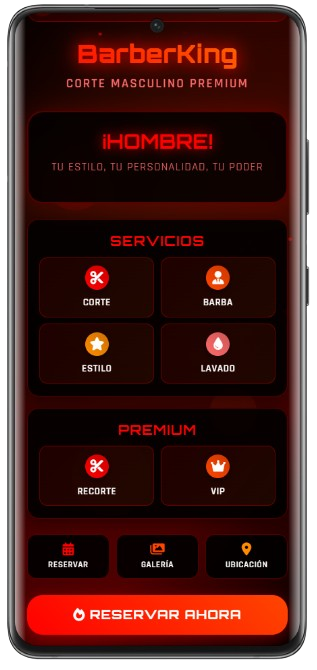 BarberKing
CORTE MASCULINO PREMIUM
¡HOMBRE!
TU ESTILO, TU PERSONALIDAD, TU PODER
SERVICIOS
CORTE
BARBA
ESTILO
LAVADO
PREMIUM
RECORTE
VIP
RESERVAR
GALERÍA
UBICACIÓN
RESERVAR AHORA